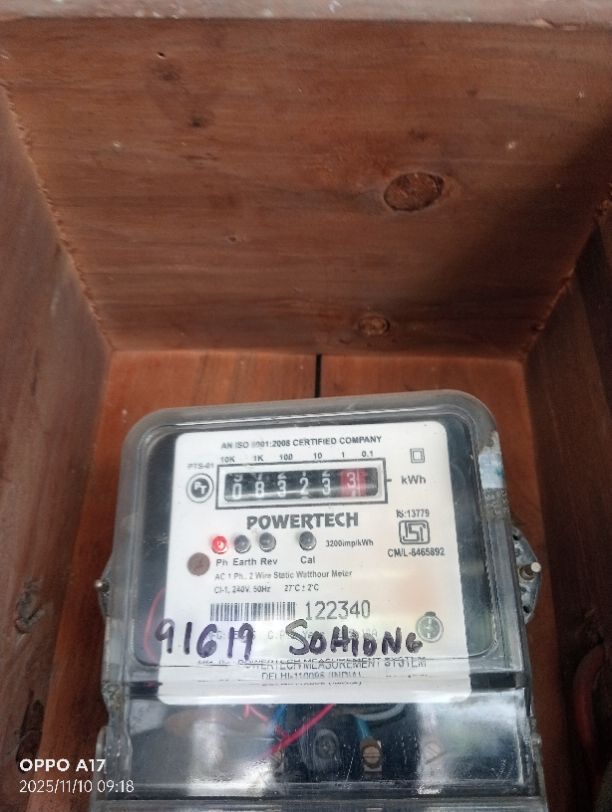 AN ISO 9001:2008 CERTIFIED COMPANY
10K 1K 100 10 1 0.1
PTS-01
PT
0 8 3 2 3
kWh
POWERTECH
IS:13779
3200imp/kWh
CM/L-8465892
Ph Earth Rev Cal
AC 1 Ph., 2 Wire Static Watthour Meter
Cl-1, 240V, 50Hz 27°C ± 2°C
122340
91619 SOHIONG
POWERTECH MEASUREMENT SYSTEM
DELHI-110095 (INDIA)
OPPO A17
2025/11/10 09:18